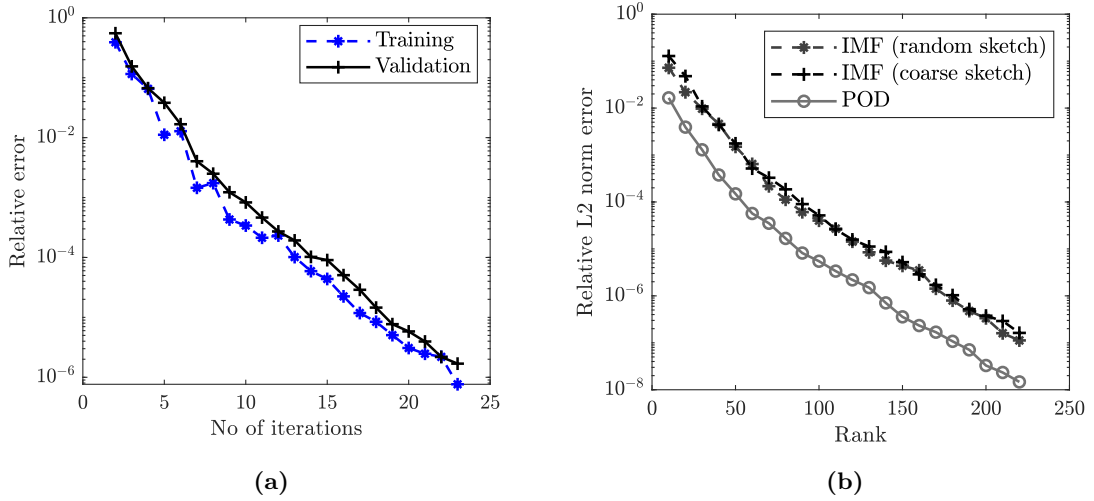 10^0
10^-2
10^-4
10^-6
0 5 10 15 20 25
No of iterations
Relative error
Training
Validation
(a)
10^0
10^-2
10^-4
10^-6
10^-8
0 50 100 150 200 250
Rank
Relative L2 norm error
IMF (random sketch)
IMF (coarse sketch)
POD
(b)